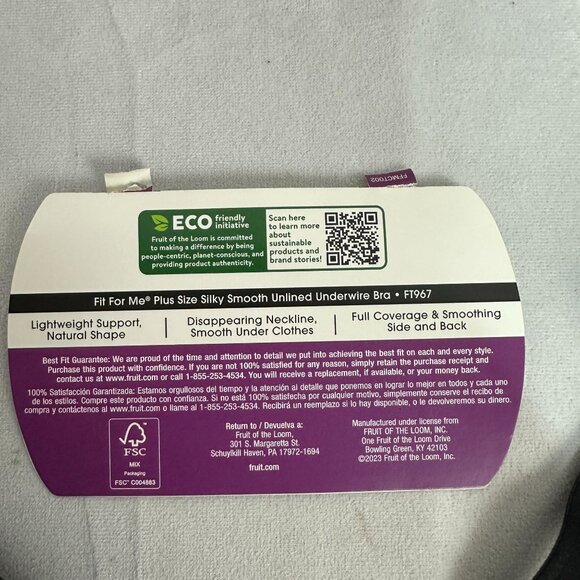 FFMCT002
ECO friendly initiative
Fruit of the Loom is committed
to making a difference by being
people-centric, planet-conscious, and
providing product authenticity.
Scan here
to learn more
about
sustainable
products and
brand stories!
Fit For Me® Plus Size Silky Smooth Unlined Underwire Bra • FT967
Lightweight Support,
Natural Shape
Disappearing Neckline,
Smooth Under Clothes
Full Coverage & Smoothing
Side and Back
Best Fit Guarantee: We are proud of the time and attention to detail we put into achieving the best fit on each and every style.
Purchase this product with confidence. If you are not 100% satisfied for any reason, simply retain the purchase receipt and
contact us at www.fruit.com or call 1-855-253-4534. You will receive a replacement, if available, or your money back.
100% Satisfacción Garantizada: Estamos orgullosos del tiempo y la atención al detalle que ponemos en lograr lo mejor en todos y cada uno
de los estilos. Compre este producto con confianza. Si no está 100% satisfecho por cualquier motivo, simplemente conserve el recibo de
compra y contáctenos al www.fruit.com o llame al 1-855-253-4534. Recibirá un reemplazo si lo hay disponible, o le devolveremos su dinero.
FSC
MIX
Packaging
FSC® C004883
Return to / Devuelva a:
Fruit of the Loom,
301 S. Margaretta St.
Schuylkill Haven, PA 17972-1694
fruit.com
Manufactured under license from
FRUIT OF THE LOOM, INC.
One Fruit of the Loom Drive
Bowling Green, KY 42103
©2023 Fruit of the Loom, Inc.